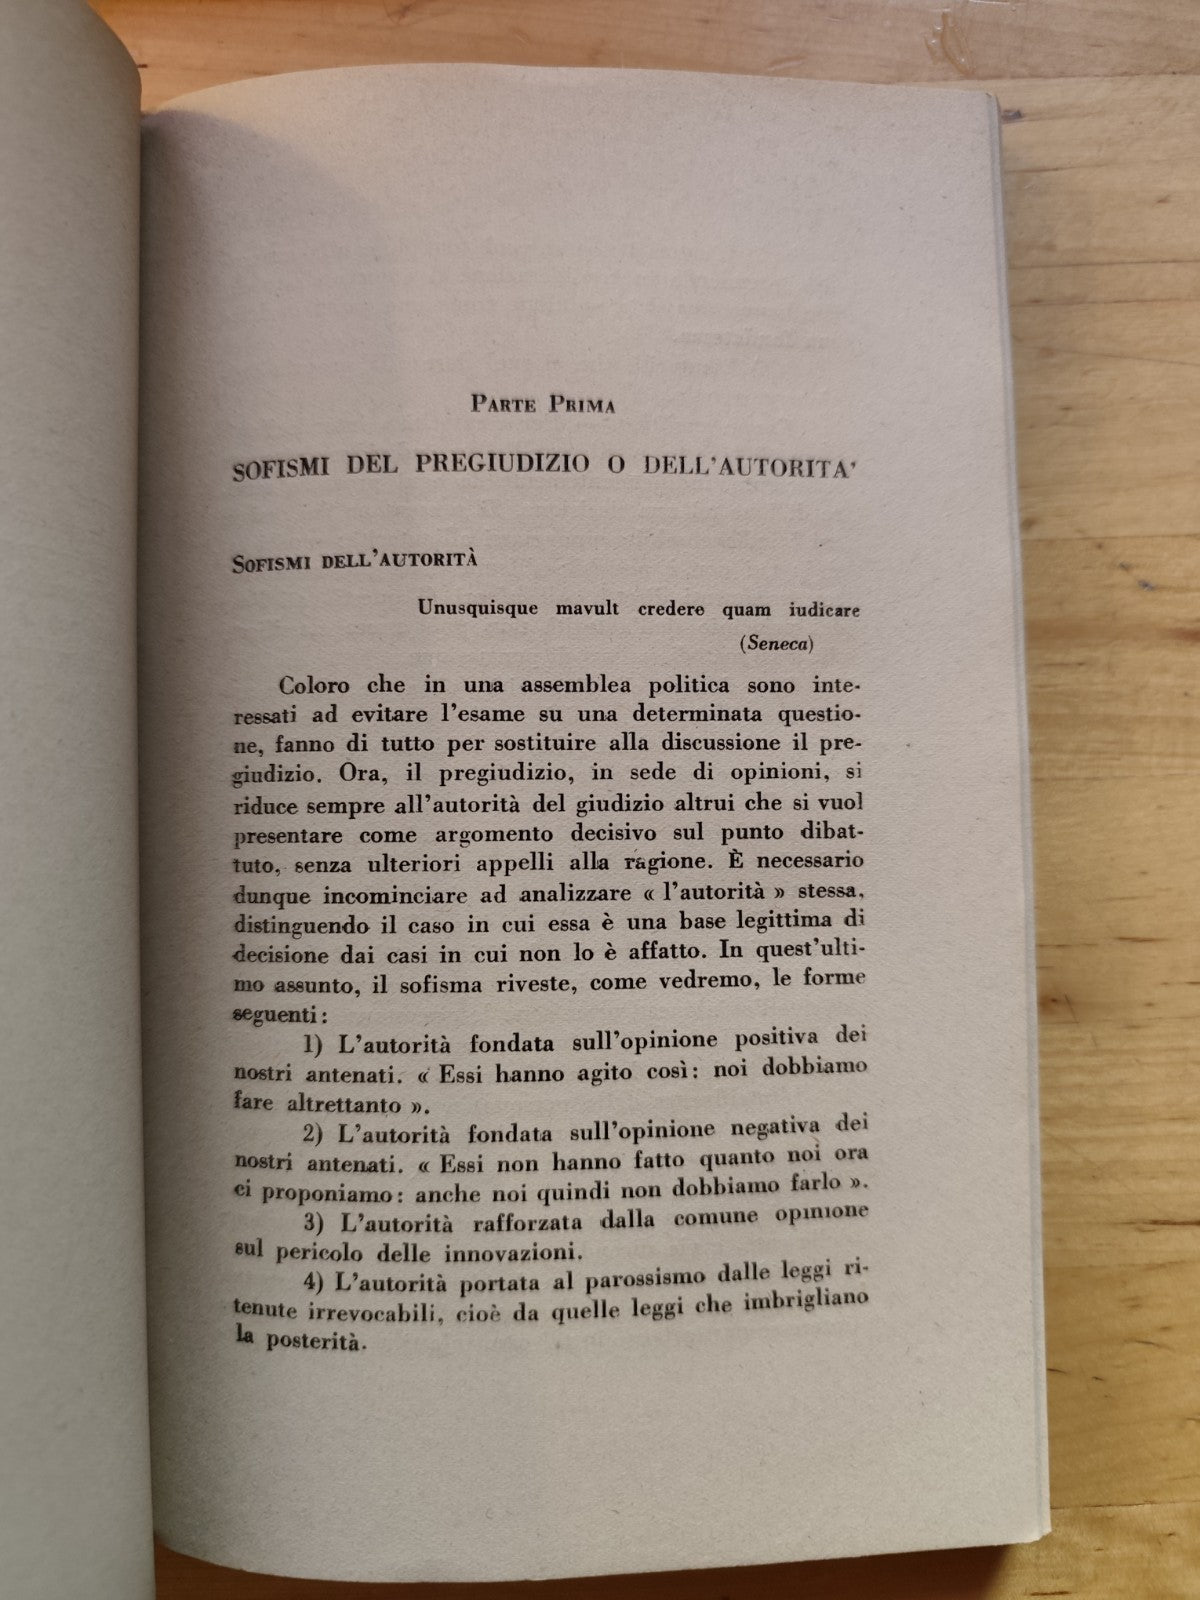 PARTE PRIMA
SOFISMI DEL PREGIUDIZIO O DELL'AUTORITA'
SOFISMI DELL'AUTORITÀ
Unusquisque mavult credere quam iudicare
(Seneca)
Coloro che in una assemblea politica sono inte-
ressati ad evitare l'esame su una determinata questio-
ne, fanno di tutto per sostituire alla discussione il pre-
giudizio. Ora, il pregiudizio, in sede di opinioni, si
riduce sempre all'autorità del giudizio altrui che si vuol
presentare come argomento decisivo sul punto dibat-
tuto, senza ulteriori appelli alla ragione. È necessario
dunque incominciare ad analizzare « l'autorità » stessa,
distinguendo il caso in cui essa è una base legittima di
decisione dai casi in cui non lo è affatto. In quest'ulti-
mo assunto, il sofisma riveste, come vedremo, le forme
seguenti:
1) L'autorità fondata sull'opinione positiva dei
nostri antenati. « Essi hanno agito così: noi dobbiamo
fare altrettanto ».
2) L'autorità fondata sull'opinione negativa dei
nostri antenati. « Essi non hanno fatto quanto noi ora
ci proponiamo: anche noi quindi non dobbiamo farlo ».
3) L'autorità rafforzata dalla comune opinione
sul pericolo delle innovazioni.
4) L'autorità portata al parossismo dalle leggi ri-
tenute irrevocabili, cioè da quelle leggi che imbrigliano
la posterità.